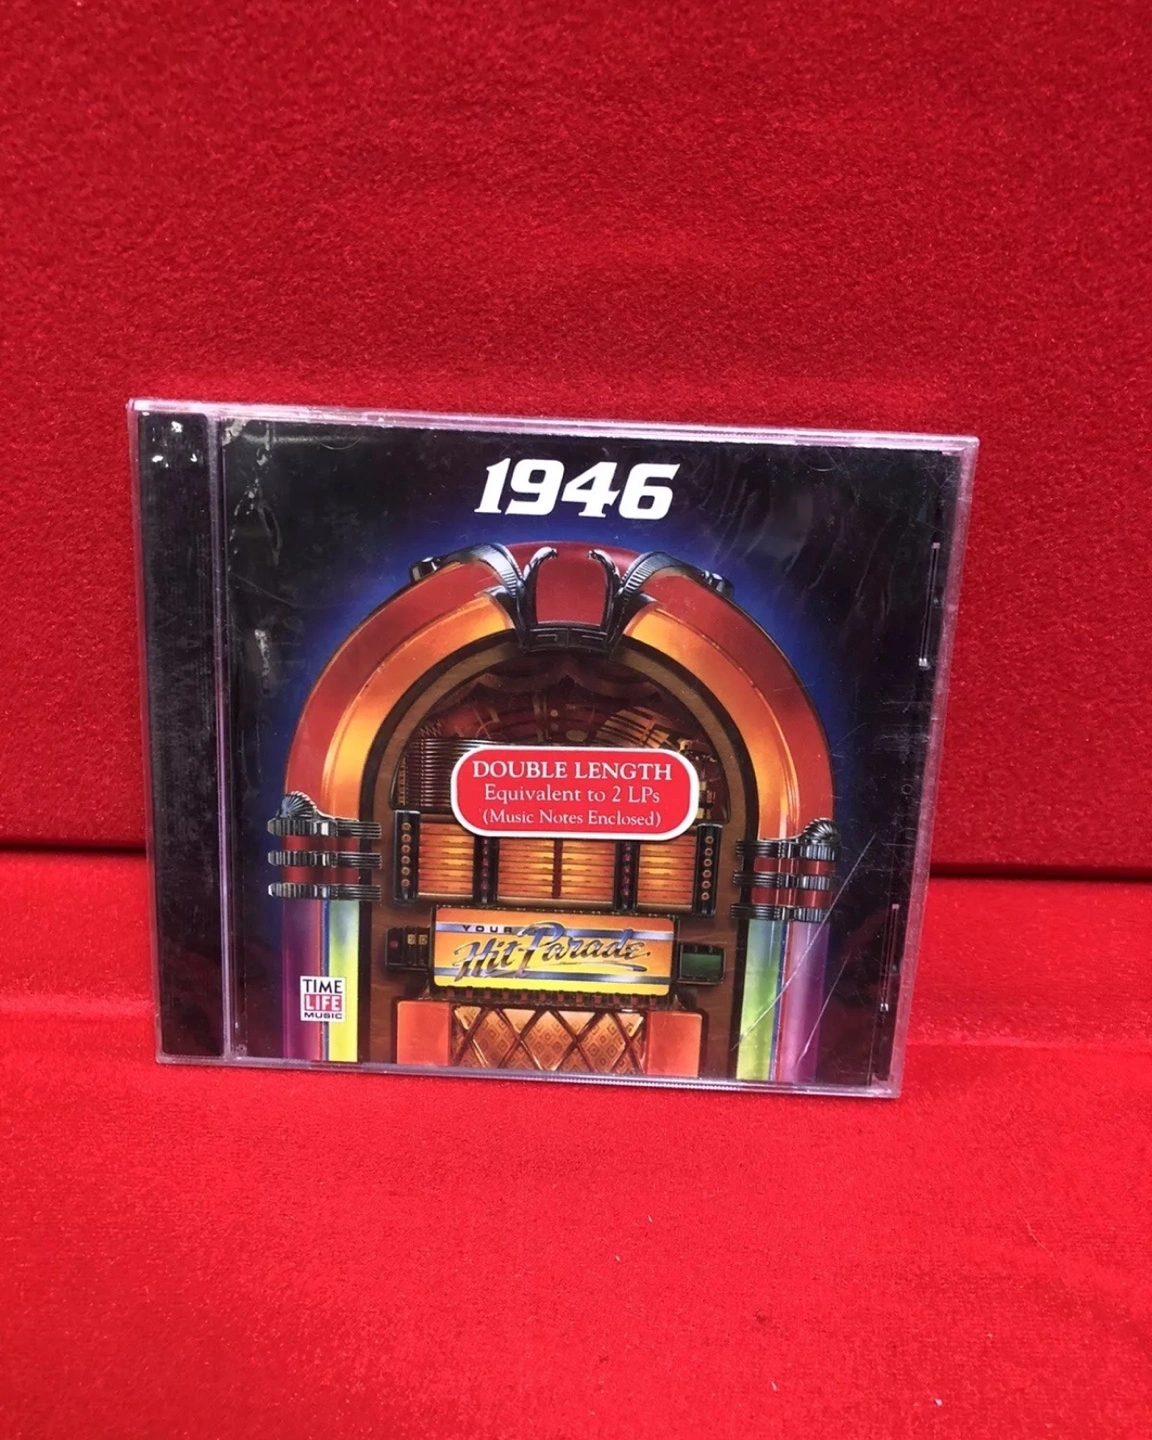 1946
DOUBLE LENGTH
Equivalent to 2 LPs
(Music Notes Enclosed)
YOUR
Hit Parade
TIME
LIFE
MUSIC